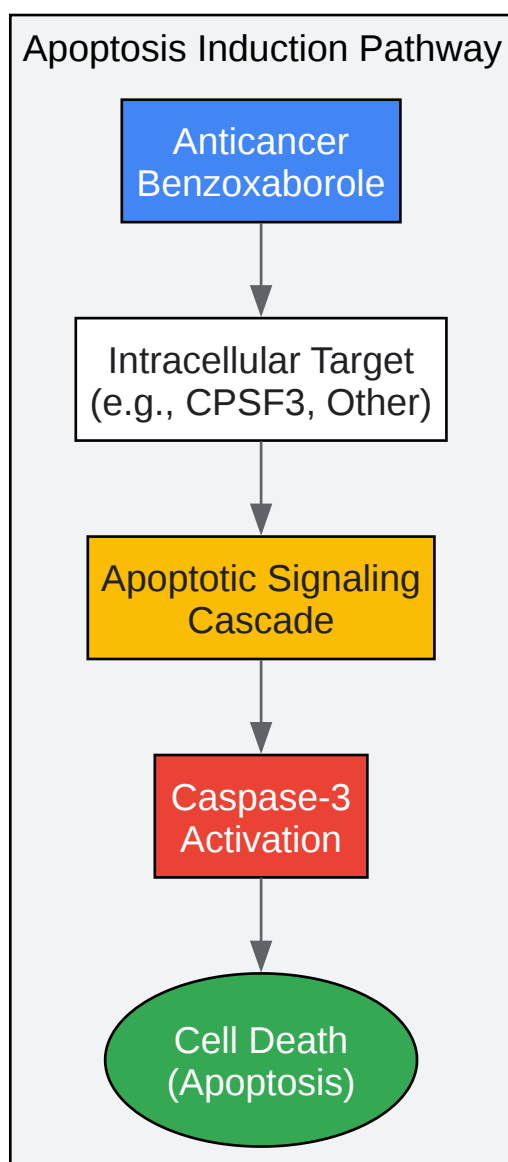 Apoptosis Induction Pathway
Anticancer
Benzoxaborole
Intracellular Target
(e.g., CPSF3, Other)
Apoptotic Signaling
Cascade
Caspase-3
Activation
Cell Death
(Apoptosis)